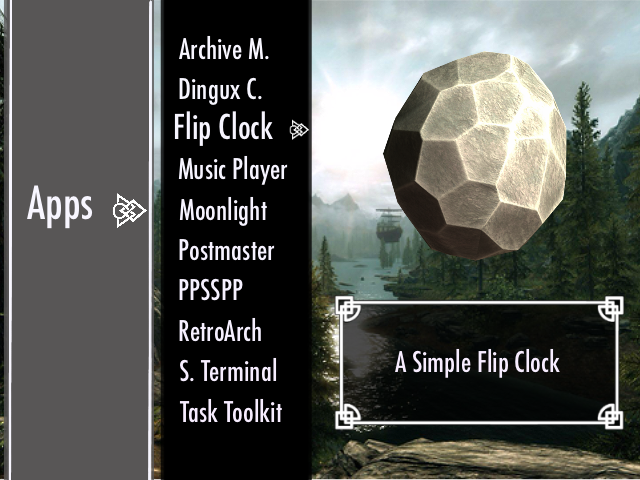 Apps
Archive M.
Dingux C.
Flip Clock
Music Player
Moonlight
Postmaster
PPSSPP
RetroArch
S. Terminal
Task Toolkit
A Simple Flip Clock